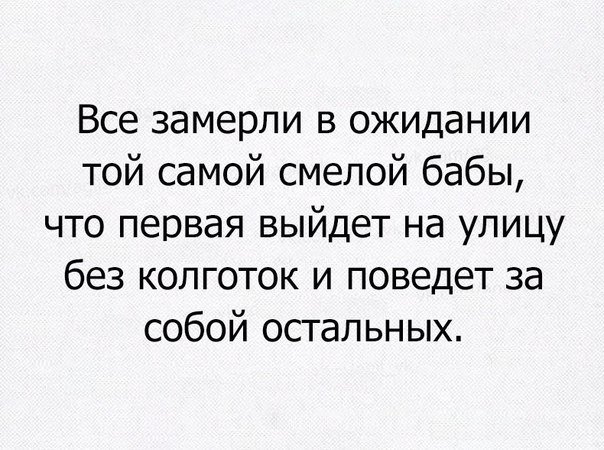 Все замерли в ожидании
той самой смелой бабы,
что первая выйдет на улицу
без колготок и поведет за
собой остальных.